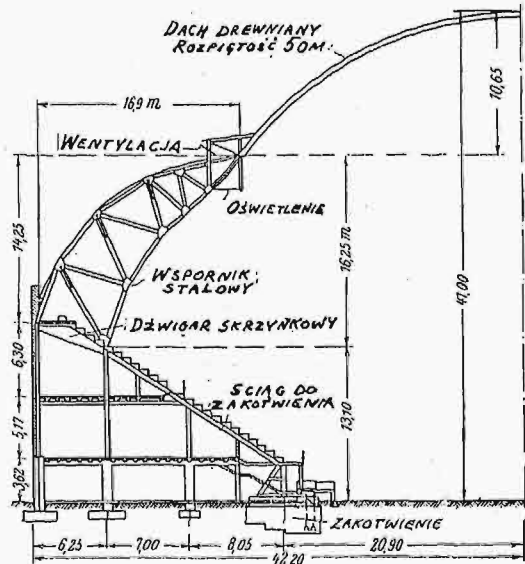 DACH DREWNIANY
ROZPIĘTOŚĆ 50M.
16,9 m
10,65
WENTYLACJA
OŚWIETLENIE
14,25
16,25 m
41,00
WSPORNIK
STALOWY
DŹWIGAR SKRZYNKOWY
6,30
ŚCIĄG DO
ZAKOTWIENIA
13,10
5,17
3,62
ZAKOTWIENIE
6,25
7,00
8,05
20,90
42,20